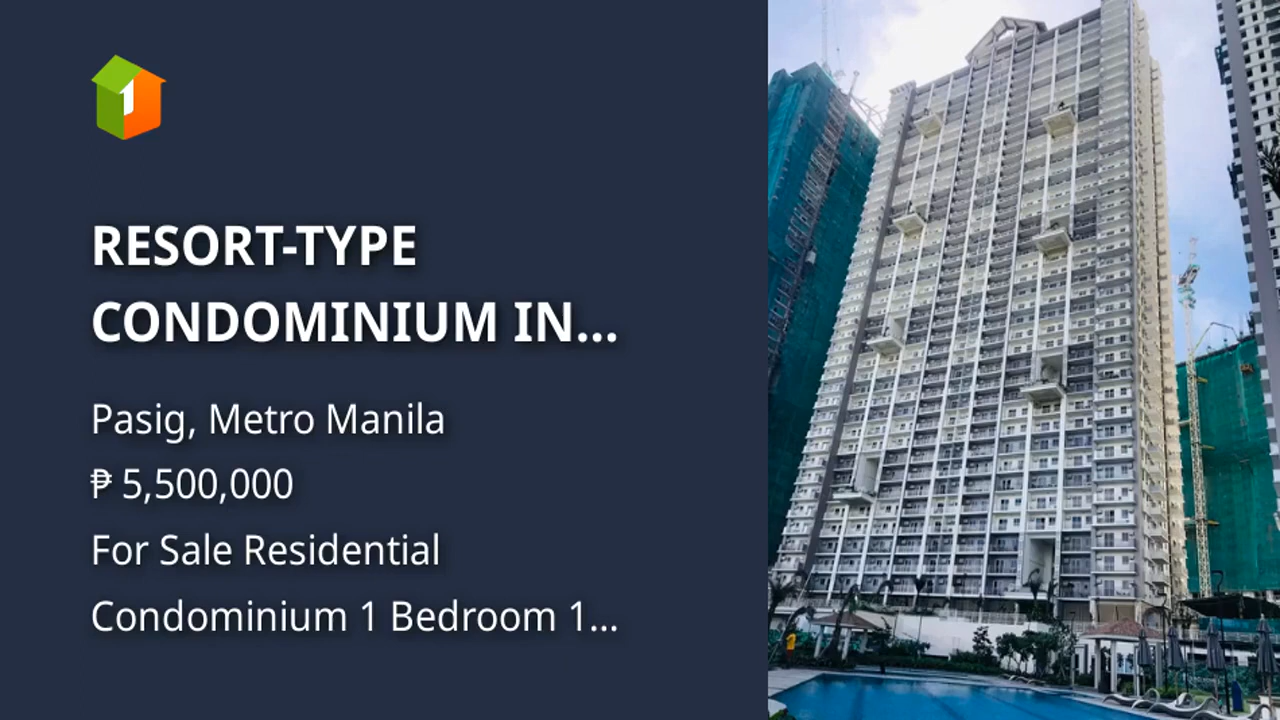 RESORT-TYPE
CONDOMINIUM IN...
Pasig, Metro Manila
₱ 5,500,000
For Sale Residential
Condominium 1 Bedroom 1...